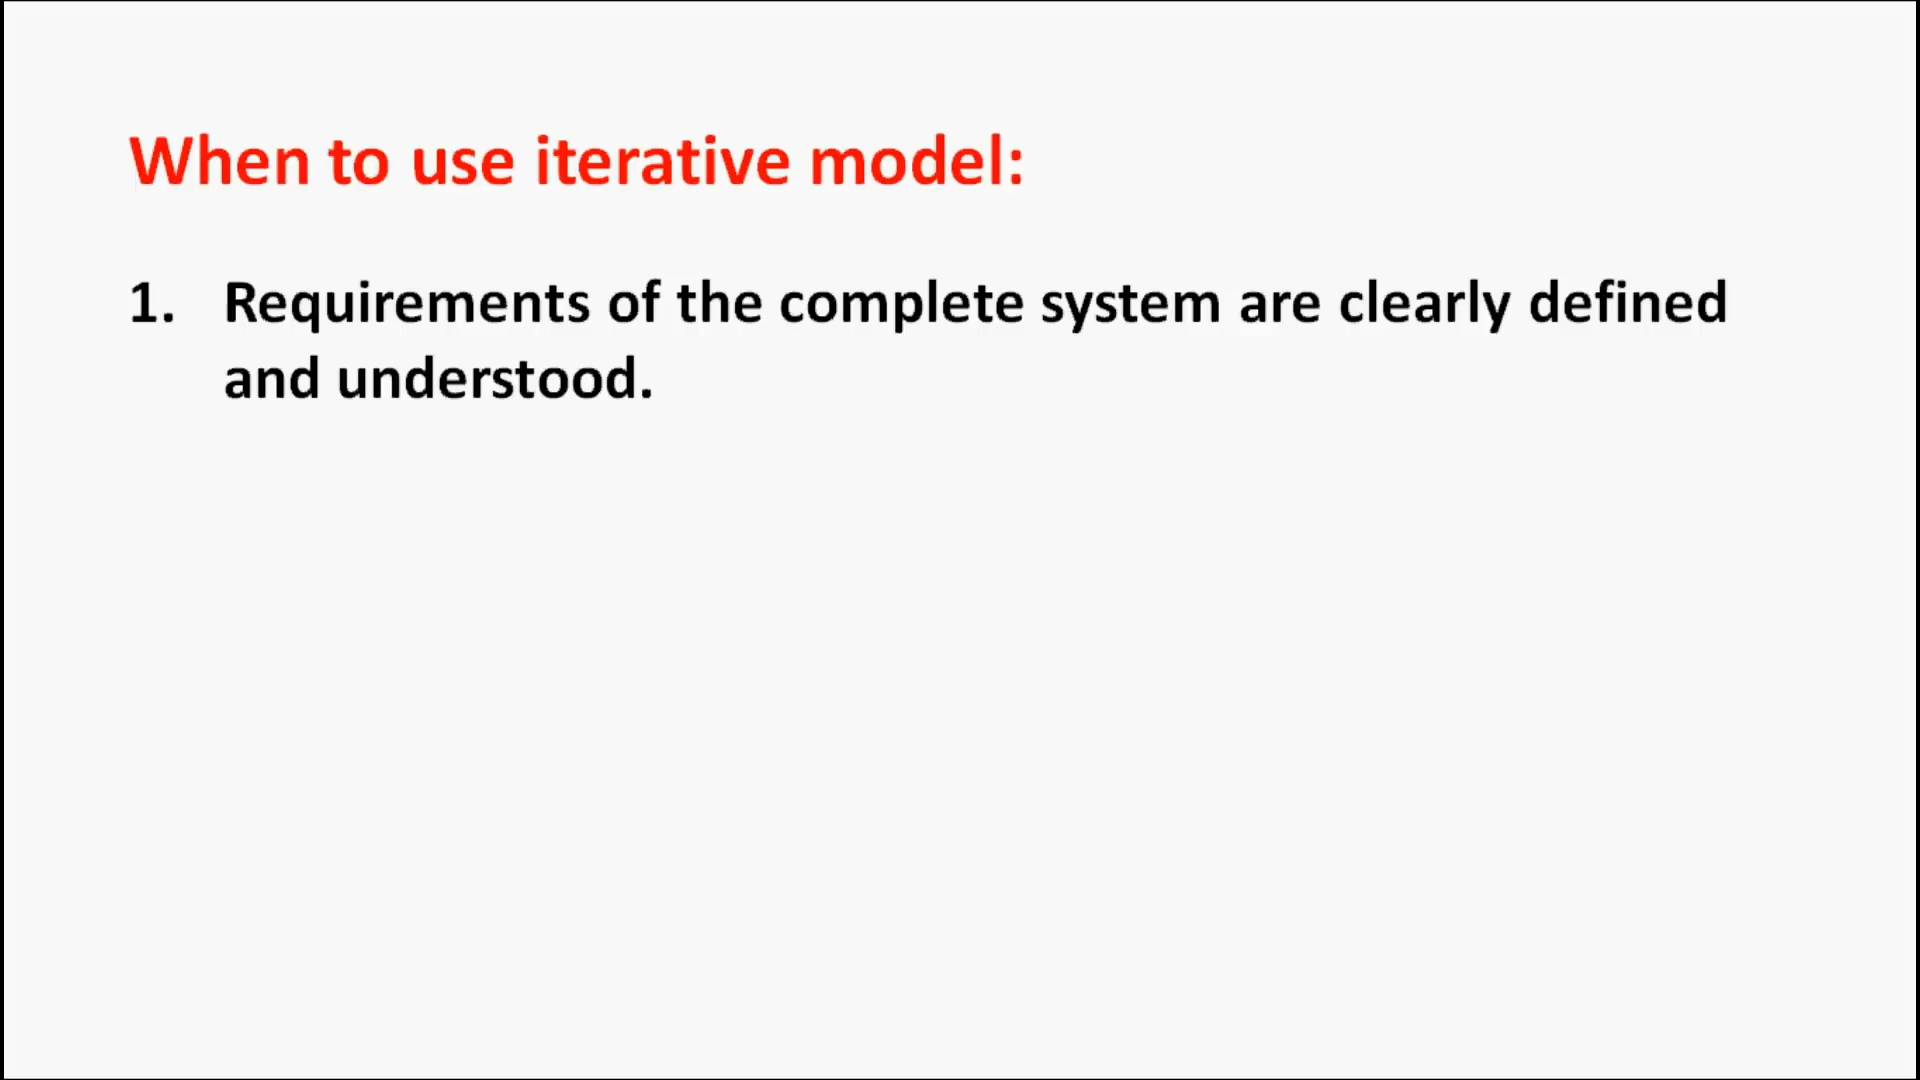 When to use iterative model:
1. Requirements of the complete system are clearly defined
and understood.